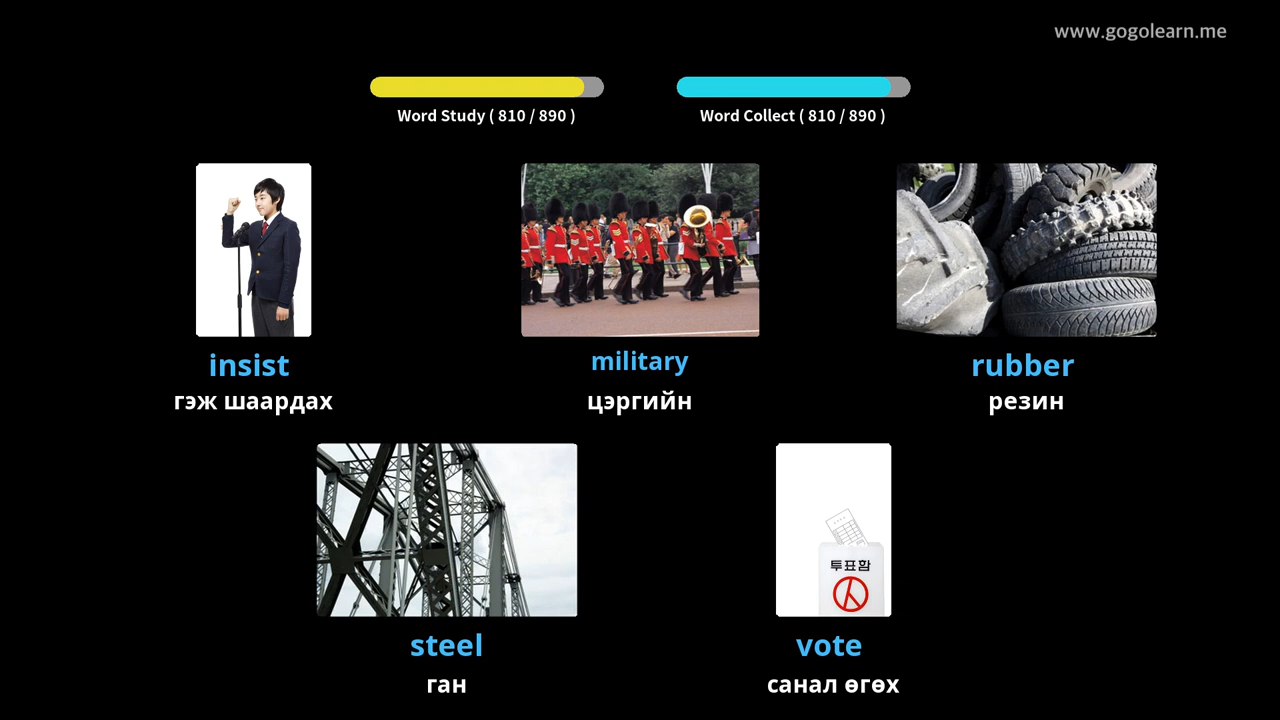 www.gogolearn.me
Word Study ( 810 / 890 )
Word Collect ( 810 / 890 )
insist
гэж шаардах
military
цэргийн
rubber
резин
steel
ган
투표함
vote
санал өгөх